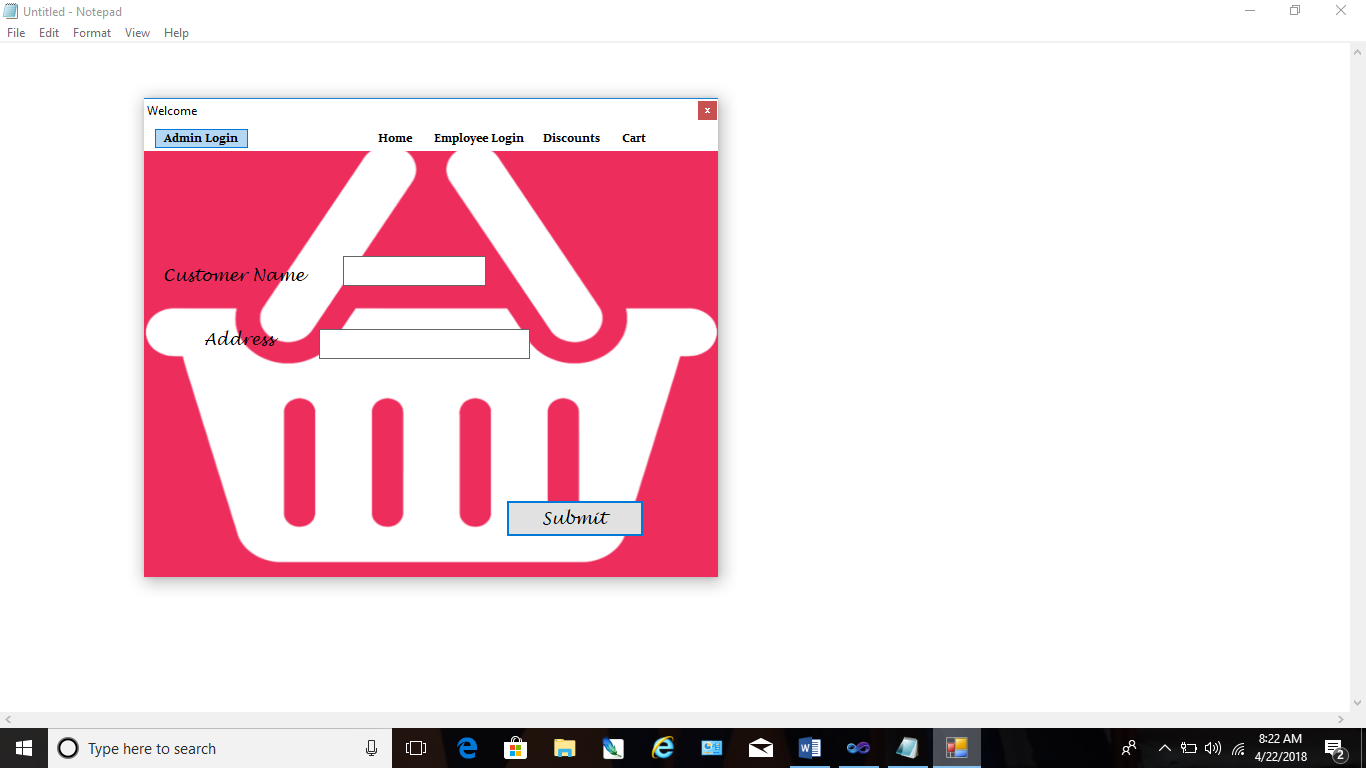 Untitled - Notepad
File Edit Format View Help
Welcome
x
Admin Login Home Employee Login Discounts Cart
Customer Name
Address
Submit
Type here to search
8:22 AM
4/22/2018
2